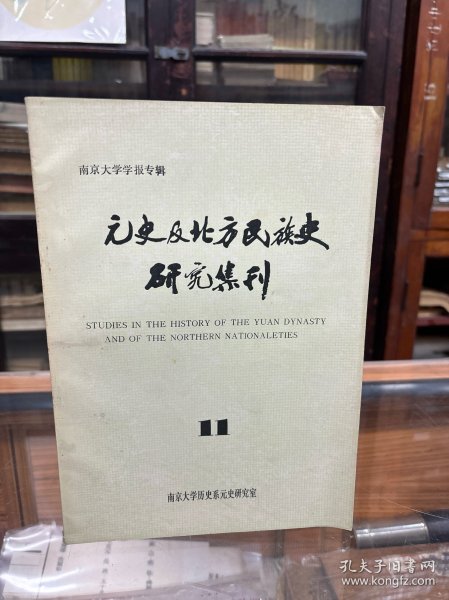 南京大学学报专辑
元史及北方民族史
研究集刊
STUDIES IN THE HISTORY OF THE YUAN DYNASTY
AND OF THE NORTHERN NATIONALETIES
11
南京大学历史系元史研究室
孔夫子旧书网
www.kongfz.com